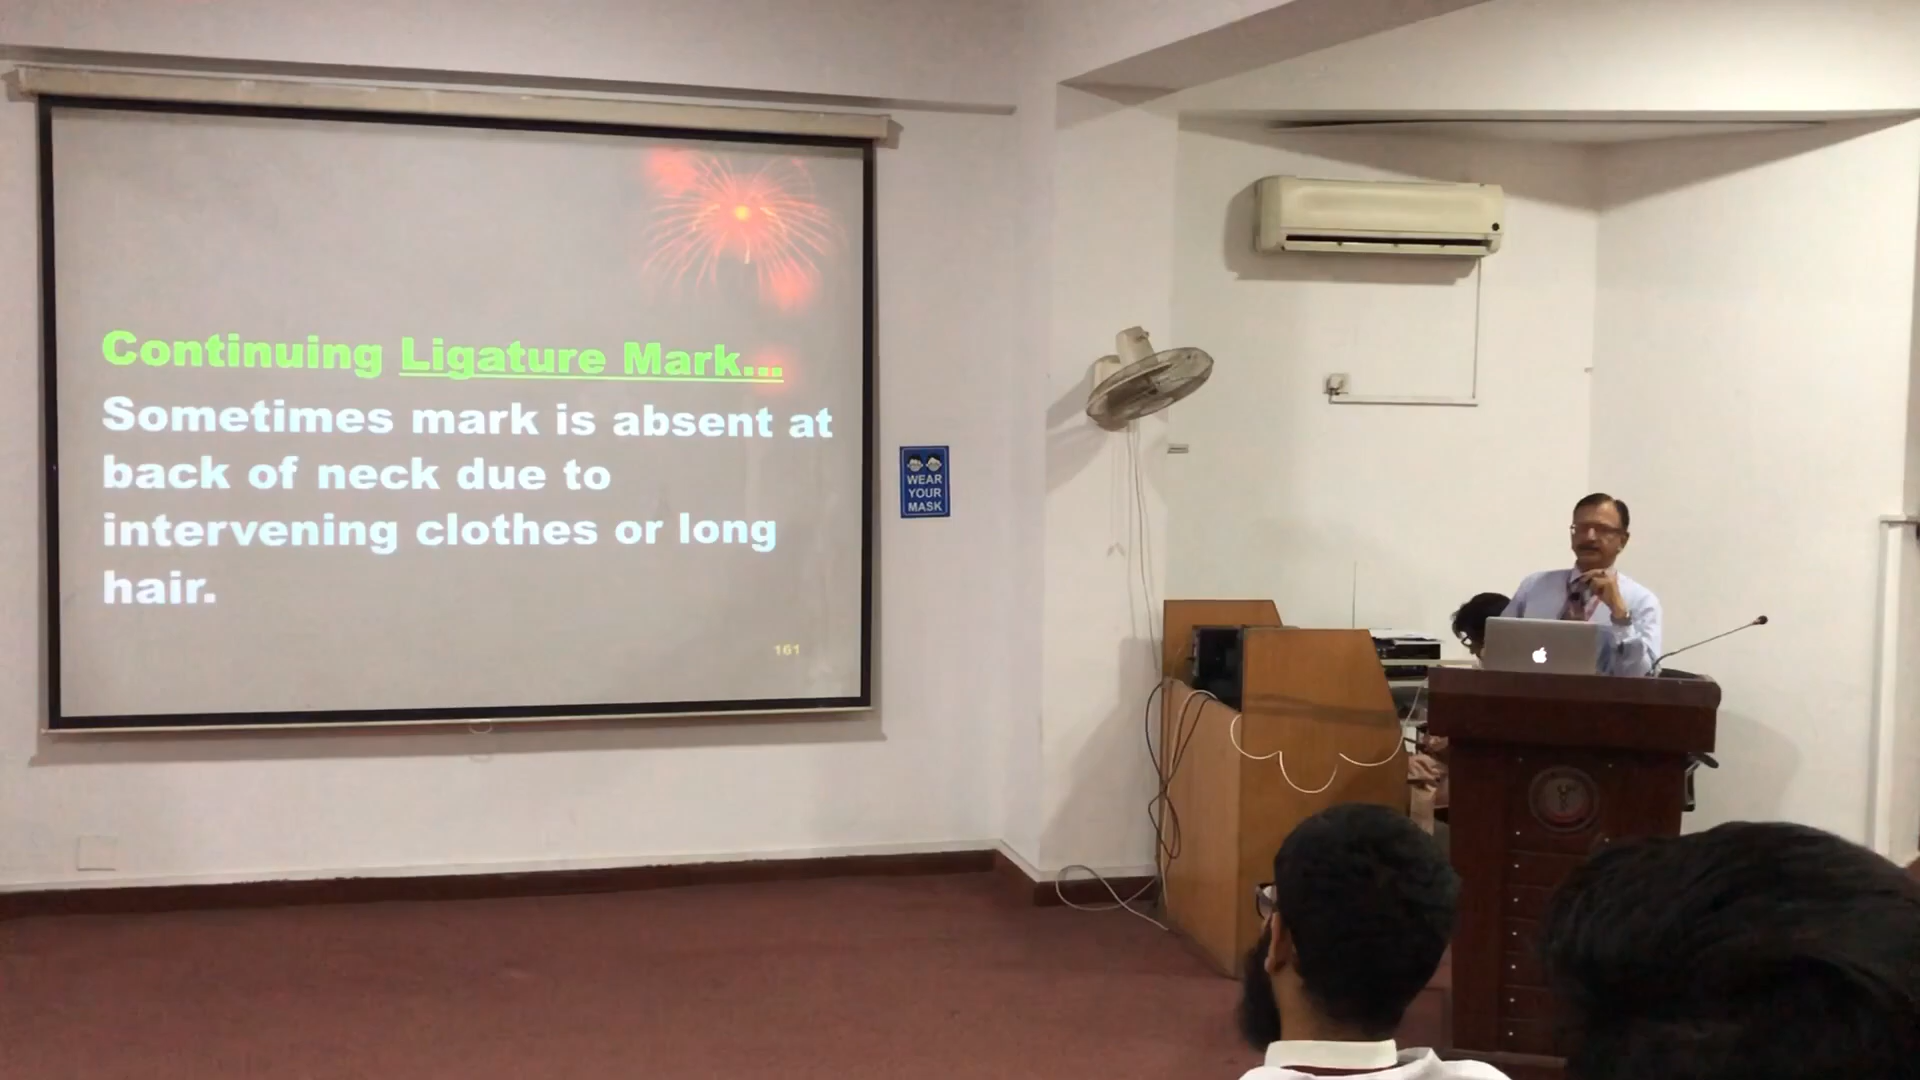 Continuing Ligature Mark...
Sometimes mark is absent at
back of neck due to
intervening clothes or long
hair.
161
WEAR
YOUR
MASK